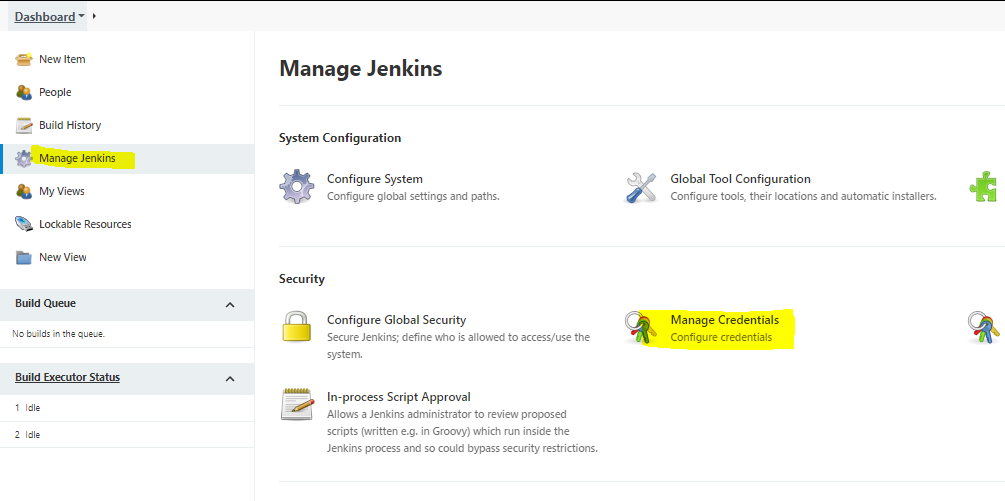 Dashboard
New Item
People
Build History
Manage Jenkins
My Views
Lockable Resources
New View
Build Queue
No builds in the queue.
Build Executor Status
1 Idle
2 Idle
Manage Jenkins
System Configuration
Configure System
Configure global settings and paths.
Global Tool Configuration
Configure tools, their locations and automatic installers.
Security
Configure Global Security
Secure Jenkins; define who is allowed to access/use the
system.
Manage Credentials
Configure credentials
In-process Script Approval
Allows a Jenkins administrator to review proposed
scripts (written e.g. in Groovy) which run inside the
Jenkins process and so could bypass security restrictions.